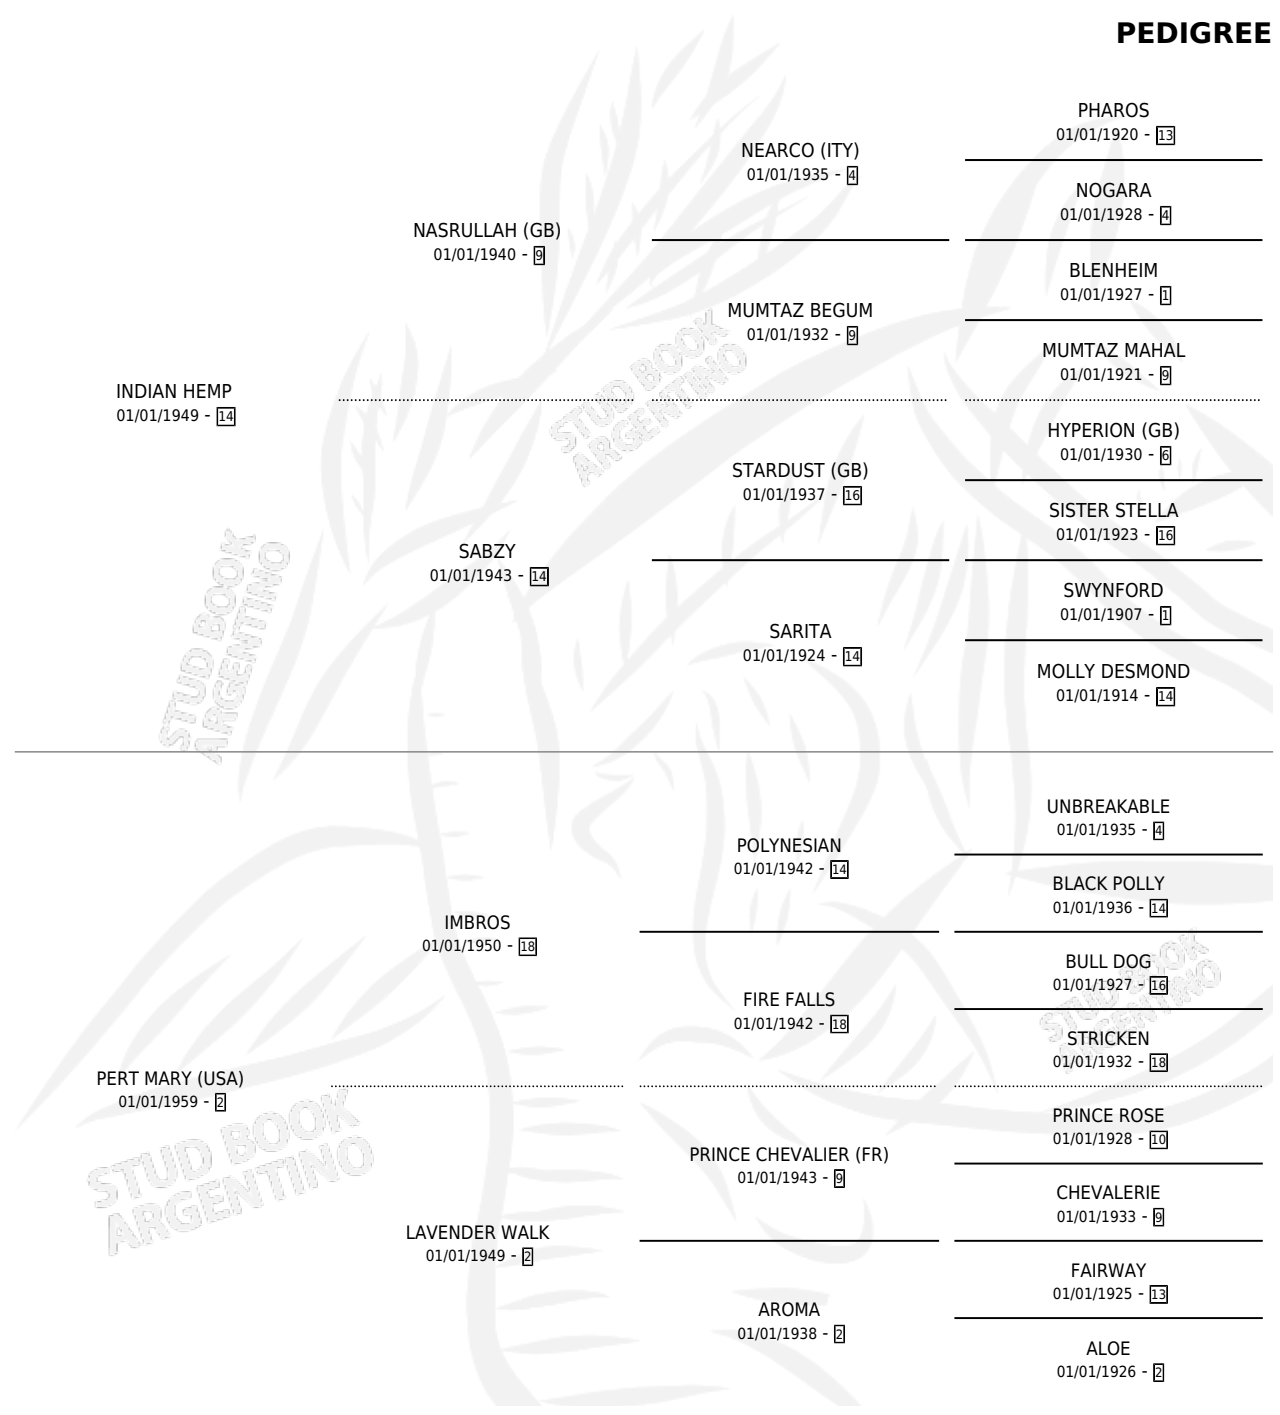 PEDIGREE
PHAROS
01/01/1920 - 13
NEARCO (ITY)
01/01/1935 - 4
NOGARA
01/01/1928 - 4
NASRULLAH (GB)
01/01/1940 - 9
BLENHEIM
01/01/1927 - 1
MUMTAZ BEGUM
01/01/1932 - 9
MUMTAZ MAHAL
01/01/1921 - 9
INDIAN HEMP
01/01/1949 - 14
STUD BOOK
ARGENTINO
HYPERION (GB)
01/01/1930 - 6
STARDUST (GB)
01/01/1937 - 16
SISTER STELLA
01/01/1923 - 16
SABZY
01/01/1943 - 14
SWYNFORD
01/01/1907 - 1
SARITA
01/01/1924 - 14
MOLLY DESMOND
01/01/1914 - 14
STUD BOOK
ARGENTINO
UNBREAKABLE
01/01/1935 - 4
POLYNESIAN
01/01/1942 - 14
BLACK POLLY
01/01/1936 - 14
IMBROS
01/01/1950 - 18
BULL DOG
01/01/1927 - 16
FIRE FALLS
01/01/1942 - 18
STUD BOOK
ARGENTINO
STRICKEN
01/01/1932 - 18
PERT MARY (USA)
01/01/1959 - 2
STUD BOOK
ARGENTINO
PRINCE ROSE
01/01/1928 - 10
PRINCE CHEVALIER (FR)
01/01/1943 - 9
CHEVALERIE
01/01/1933 - 9
LAVENDER WALK
01/01/1949 - 2
FAIRWAY
01/01/1925 - 13
AROMA
01/01/1938 - 2
ALOE
01/01/1926 - 2